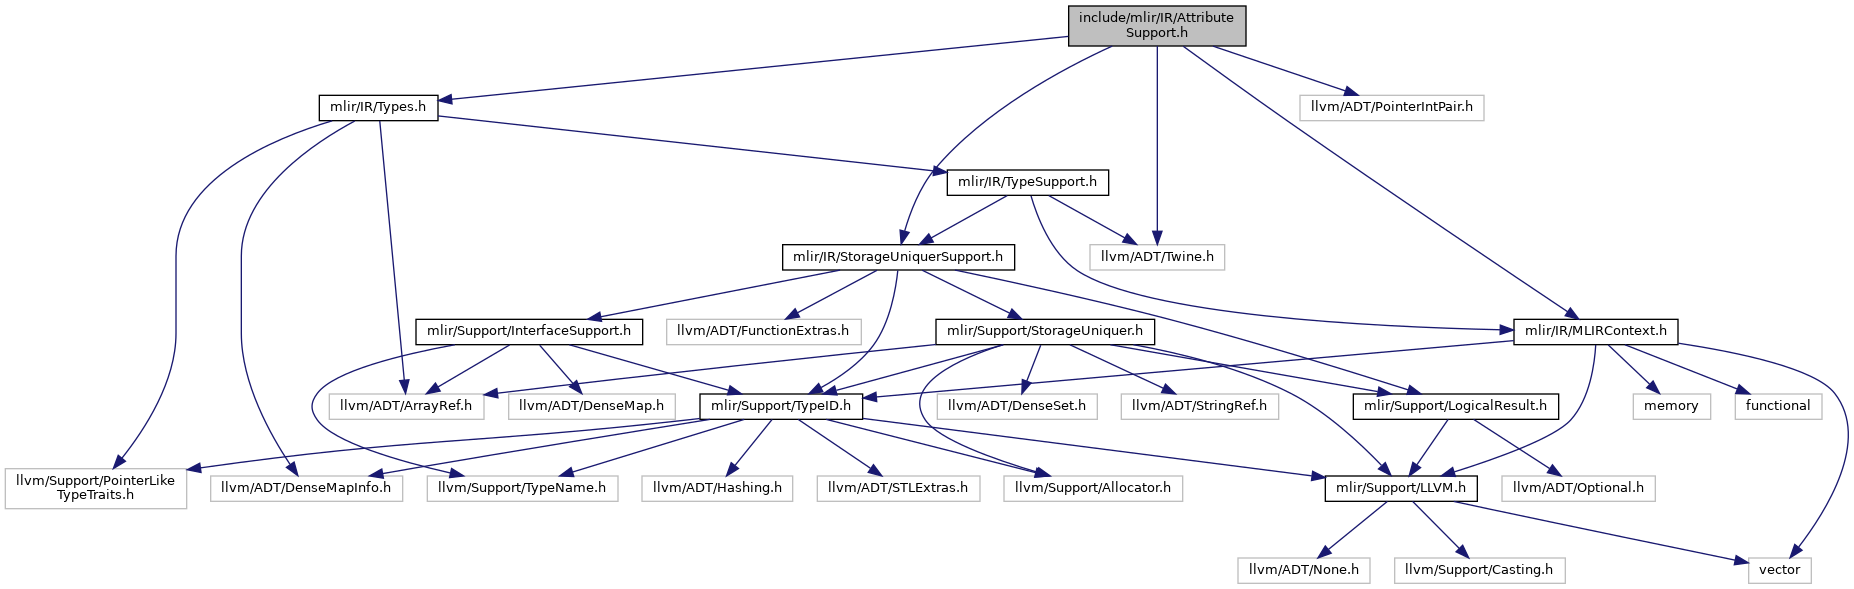 include/mlir/IR/Attribute
Support.h
mlir/IR/Types.h
llvm/ADT/PointerIntPair.h
mlir/IR/TypeSupport.h
mlir/IR/StorageUniquerSupport.h
llvm/ADT/Twine.h
mlir/Support/InterfaceSupport.h
llvm/ADT/FunctionExtras.h
mlir/Support/StorageUniquer.h
mlir/IR/MLIRContext.h
llvm/ADT/ArrayRef.h
llvm/ADT/DenseMap.h
mlir/Support/TypeID.h
llvm/ADT/DenseSet.h
llvm/ADT/StringRef.h
mlir/Support/LogicalResult.h
memory
functional
llvm/Support/PointerLike
TypeTraits.h
llvm/ADT/DenseMapInfo.h
llvm/Support/TypeName.h
llvm/ADT/Hashing.h
llvm/ADT/STLExtras.h
llvm/Support/Allocator.h
mlir/Support/LLVM.h
llvm/ADT/Optional.h
llvm/ADT/None.h
llvm/Support/Casting.h
vector